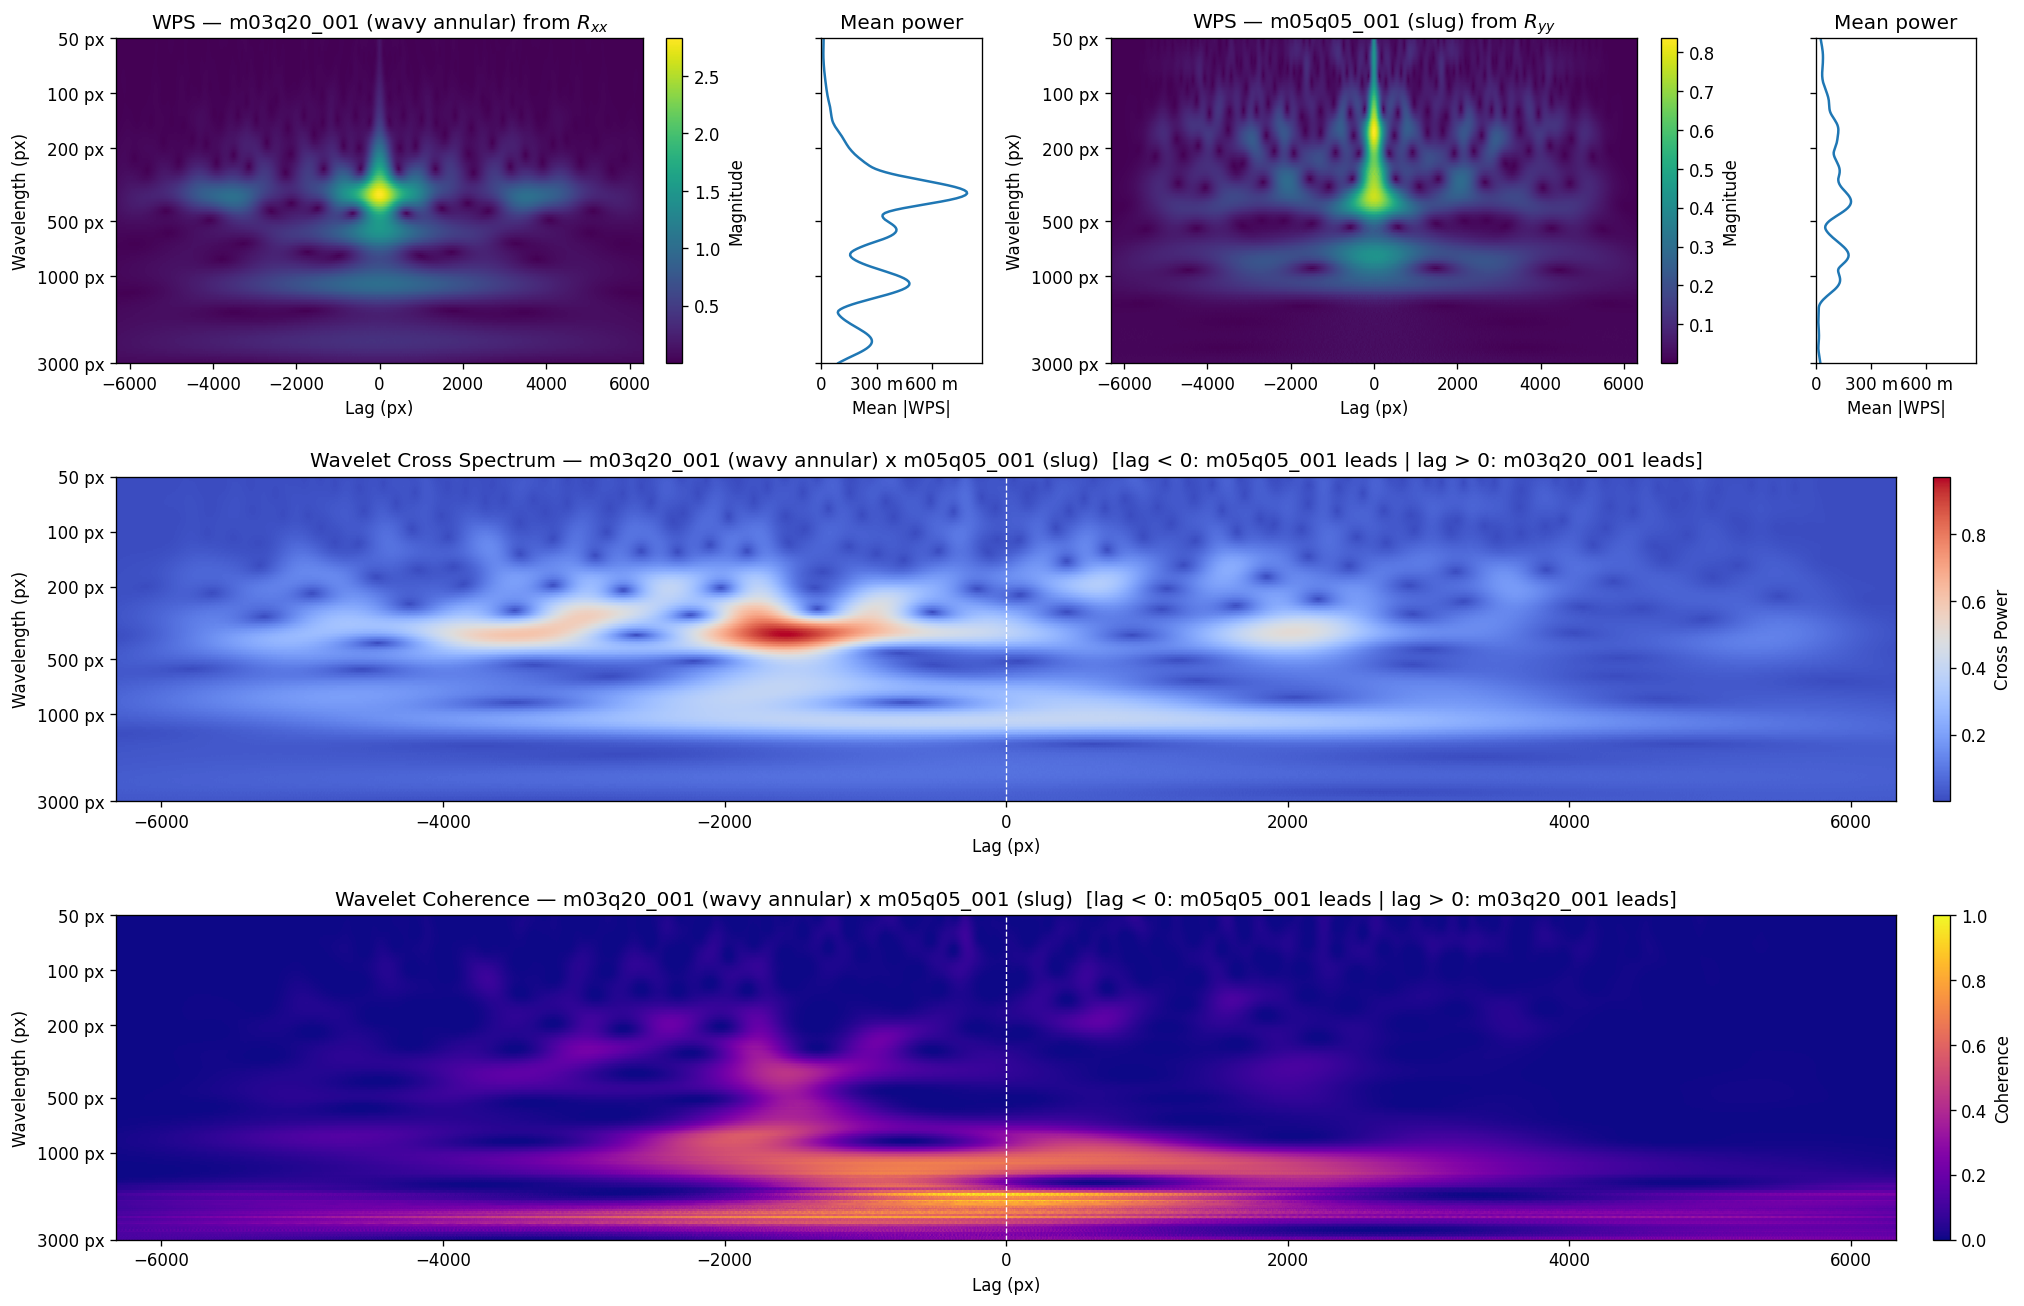 WPS — m03q20_001 (wavy annular) from Rxx
Mean power
WPS — m05q05_001 (slug) from Ryy
Mean power
50 px
100 px
200 px
500 px
1000 px
3000 px
Wavelength (px)
−6000 −4000 −2000 0 2000 4000 6000
Lag (px)
2.5
2.0
1.5
1.0
0.5
Magnitude
0 300 m 600 m
Mean |WPS|
50 px
100 px
200 px
500 px
1000 px
3000 px
Wavelength (px)
−6000 −4000 −2000 0 2000 4000 6000
Lag (px)
0.8
0.7
0.6
0.5
0.4
0.3
0.2
0.1
Magnitude
0 300 m 600 m
Mean |WPS|
Wavelet Cross Spectrum — m03q20_001 (wavy annular) x m05q05_001 (slug) [lag < 0: m05q05_001 leads | lag > 0: m03q20_001 leads]
50 px
100 px
200 px
500 px
1000 px
3000 px
Wavelength (px)
−6000 −4000 −2000 0 2000 4000 6000
Lag (px)
0.8
0.6
0.4
0.2
Cross Power
Wavelet Coherence — m03q20_001 (wavy annular) x m05q05_001 (slug) [lag < 0: m05q05_001 leads | lag > 0: m03q20_001 leads]
50 px
100 px
200 px
500 px
1000 px
3000 px
Wavelength (px)
−6000 −4000 −2000 0 2000 4000 6000
Lag (px)
1.0
0.8
0.6
0.4
0.2
0.0
Coherence